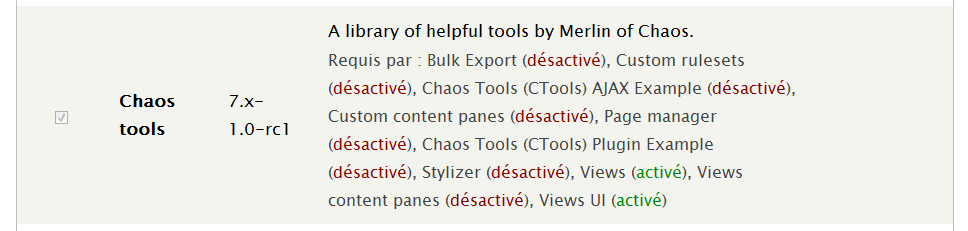 A library of helpful tools by Merlin of Chaos.
Requis par : Bulk Export (désactivé), Custom rulesets
(désactivé), Chaos Tools (CTools) AJAX Example (désactivé),
Custom content panes (désactivé), Page manager
(désactivé), Chaos Tools (CTools) Plugin Example
(désactivé), Stylizer (désactivé), Views (activé), Views
content panes (désactivé), Views UI (activé)
Chaos
tools
7.x-
1.0-rc1